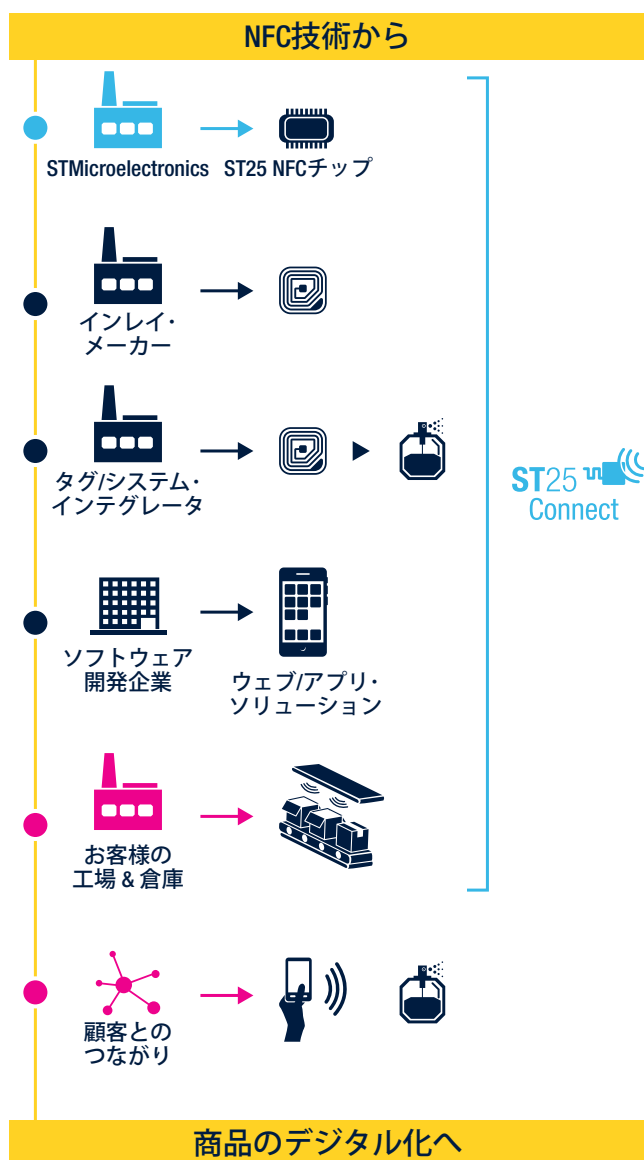 NFC技術から
STMicroelectronics
ST25 NFCチップ
インレイ・
メーカー
タグ/システム・
インテグレータ
ST25
Connect
ソフトウェア
開発企業
ウェブ/アプリ・
ソリューション
お客様の
工場 & 倉庫
顧客との
つながり
商品のデジタル化へ